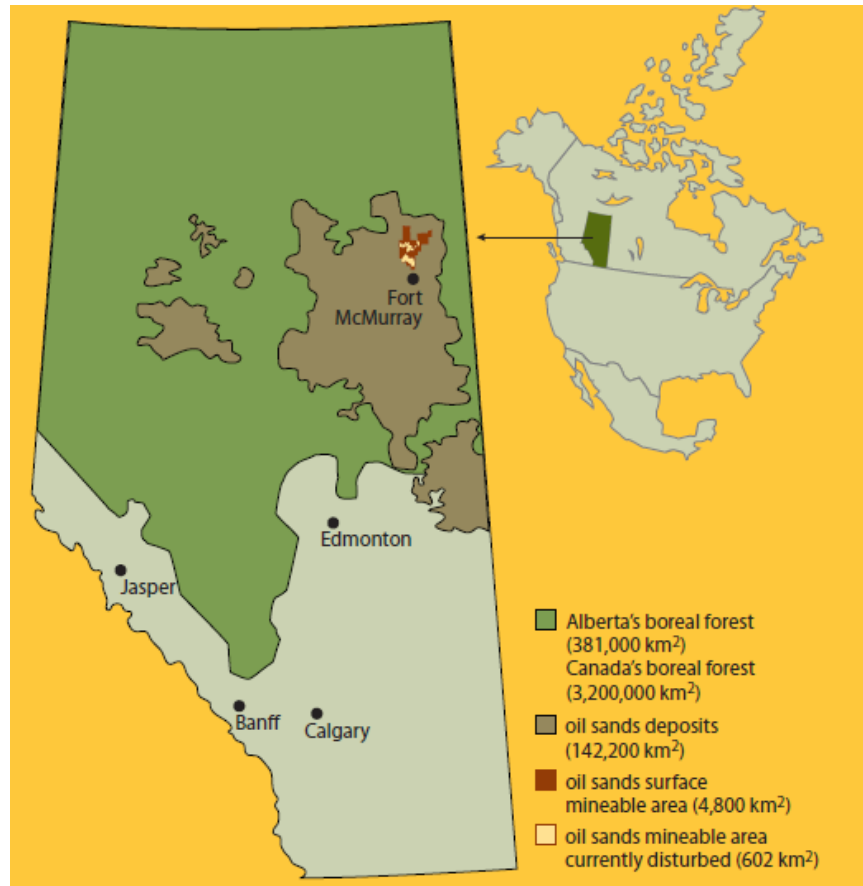 Fort
McMurray
Edmonton
Jasper
Banff
Calgary
Alberta's boreal forest
(381,000 km²)
Canada's boreal forest
(3,200,000 km²)
oil sands deposits
(142,200 km²)
oil sands surface
mineable area (4,800 km²)
oil sands mineable area
currently disturbed (602 km²)